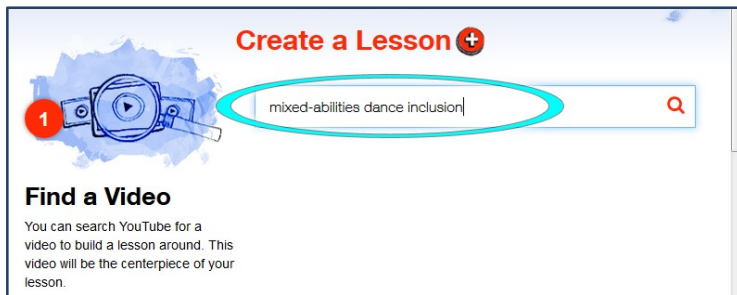 Create a Lesson
mixed-abilities dance inclusion
1
Find a Video
You can search YouTube for a
video to build a lesson around. This
video will be the centerpiece of your
lesson.